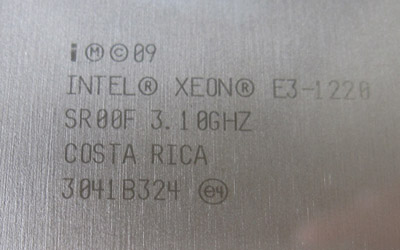 i Ⓜ © 09
INTEL® XEON® E3-1220
SR00F 3.10GHZ
COSTA RICA
3041B324 e4